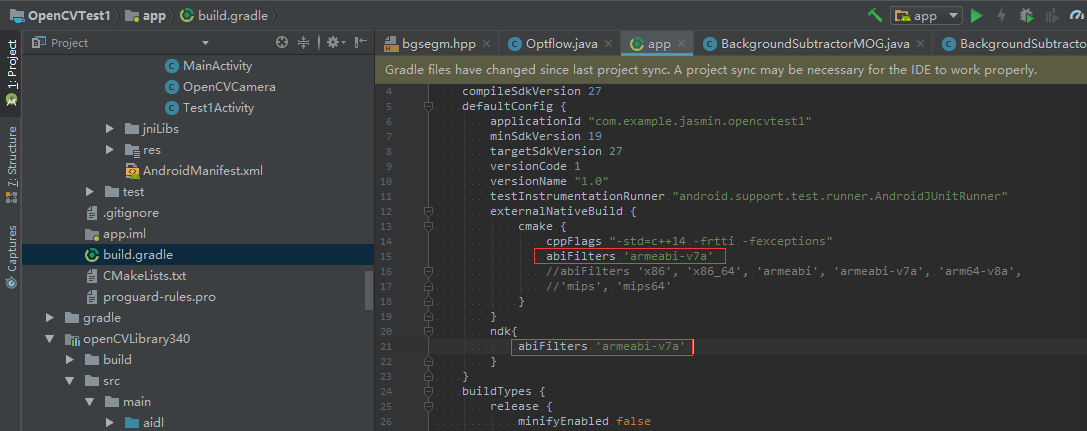 OpenCVTest1 app build.gradle app
1: Project
7: Structure
Captures
Project
MainActivity
OpenCVCamera
Test1Activity
jniLibs
res
AndroidManifest.xml
test
.gitignore
app.iml
build.gradle
CMakeLists.txt
proguard-rules.pro
gradle
openCVLibrary340
build
src
main
aidl
bgsegm.hpp Optflow.java app BackgroundSubtractorMOG.java BackgroundSubtracto
Gradle files have changed since last project sync. A project sync may be necessary for the IDE to work properly.
4 compileSdkVersion 27
5 defaultConfig {
6 applicationId "com.example.jasmin.opencvtest1"
7 minSdkVersion 19
8 targetSdkVersion 27
9 versionCode 1
10 versionName "1.0"
11 testInstrumentationRunner "android.support.test.runner.AndroidJUnitRunner"
12 externalNativeBuild {
13 cmake {
14 cppFlags "-std=c++14 -frtti -fexceptions"
15 abiFilters 'armeabi-v7a'
16 //abiFilters 'x86', 'x86_64', 'armeabi', 'armeabi-v7a', 'arm64-v8a',
17 //'mips', 'mips64'
18 }
19 }
20 ndk{
21 abiFilters 'armeabi-v7a'
22 }
23 }
24 buildTypes {
25 release {
26 minifyEnabled false